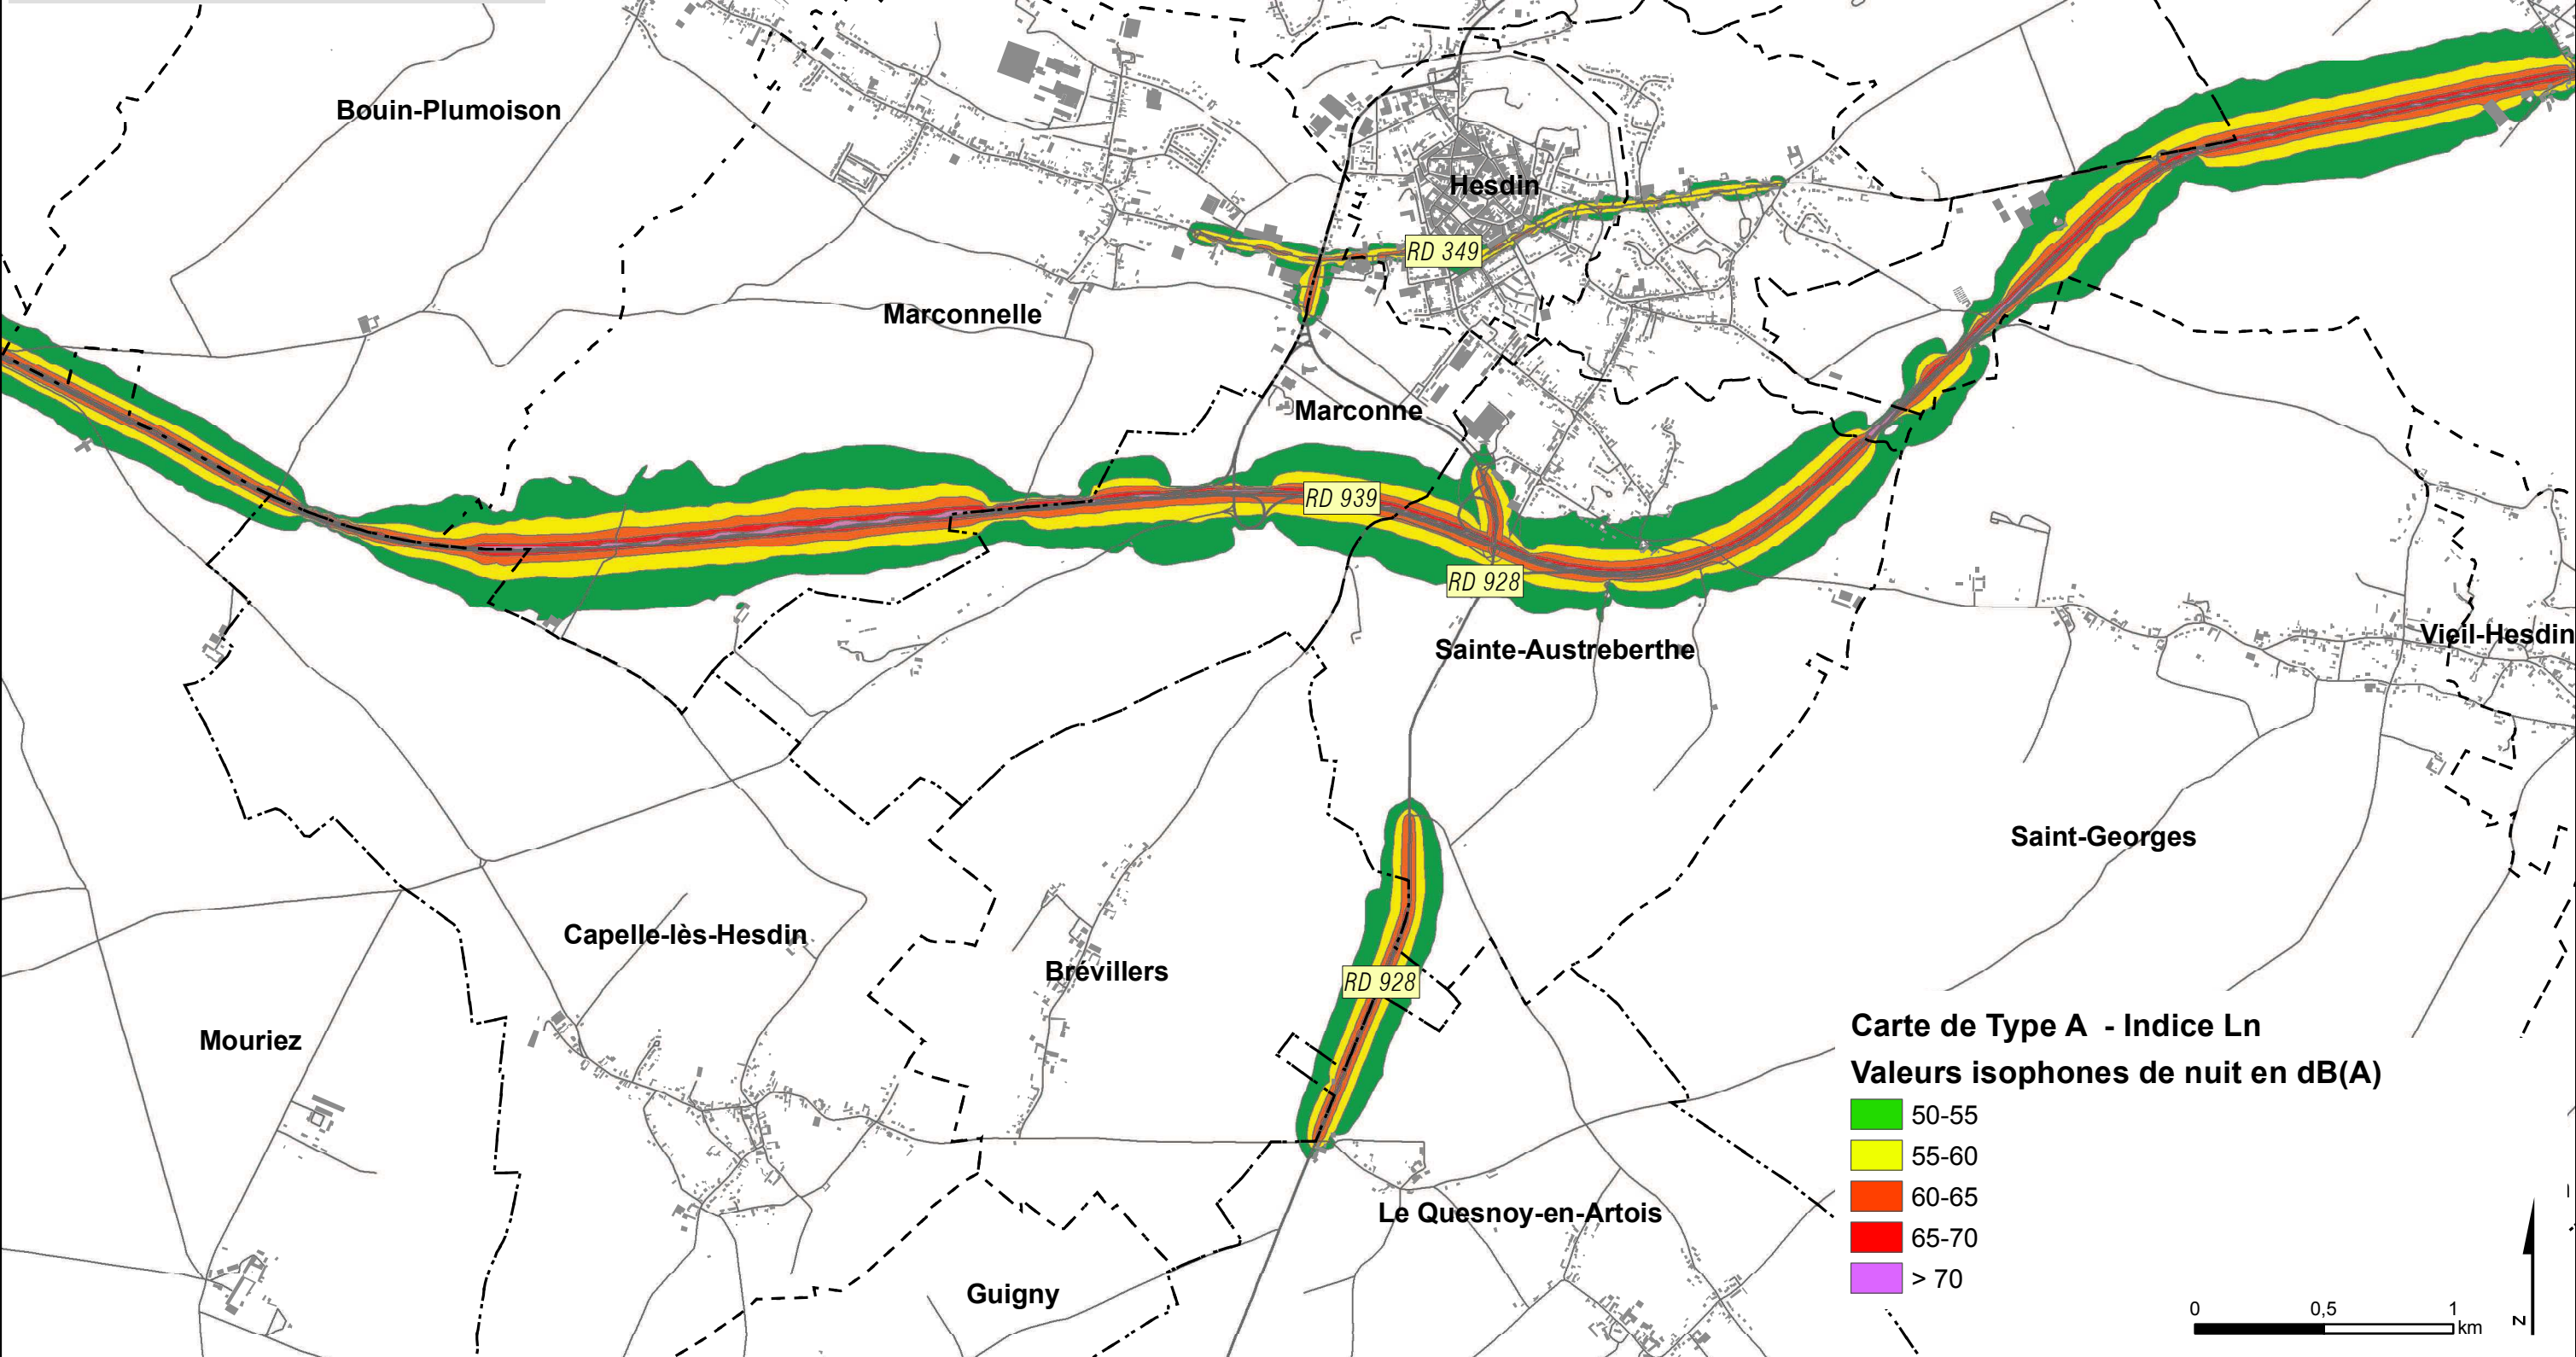 Bouin-Plumoison
Hesdin
RD 349
Marconnelle
Marconne
RD 939
RD 928
Sainte-Austreberthe
Vieil-Hesdin
Saint-Georges
Capelle-lès-Hesdin
Brévillers
RD 928
Mouriez
Le Quesnoy-en-Artois
Guigny
Carte de Type A - Indice Ln
Valeurs isophones de nuit en dB(A)
50-55
55-60
60-65
65-70
> 70
0 0,5 1
km
N